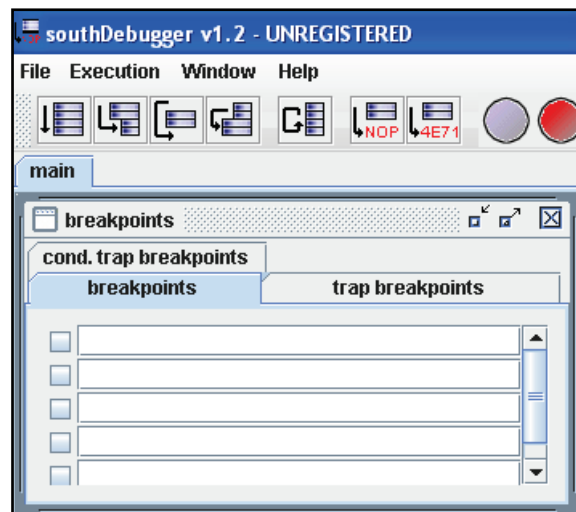 southDebugger v1.2 - UNREGISTERED
File Execution Window Help
NOP 4E71
main
breakpoints
cond. trap breakpoints
breakpoints trap breakpoints